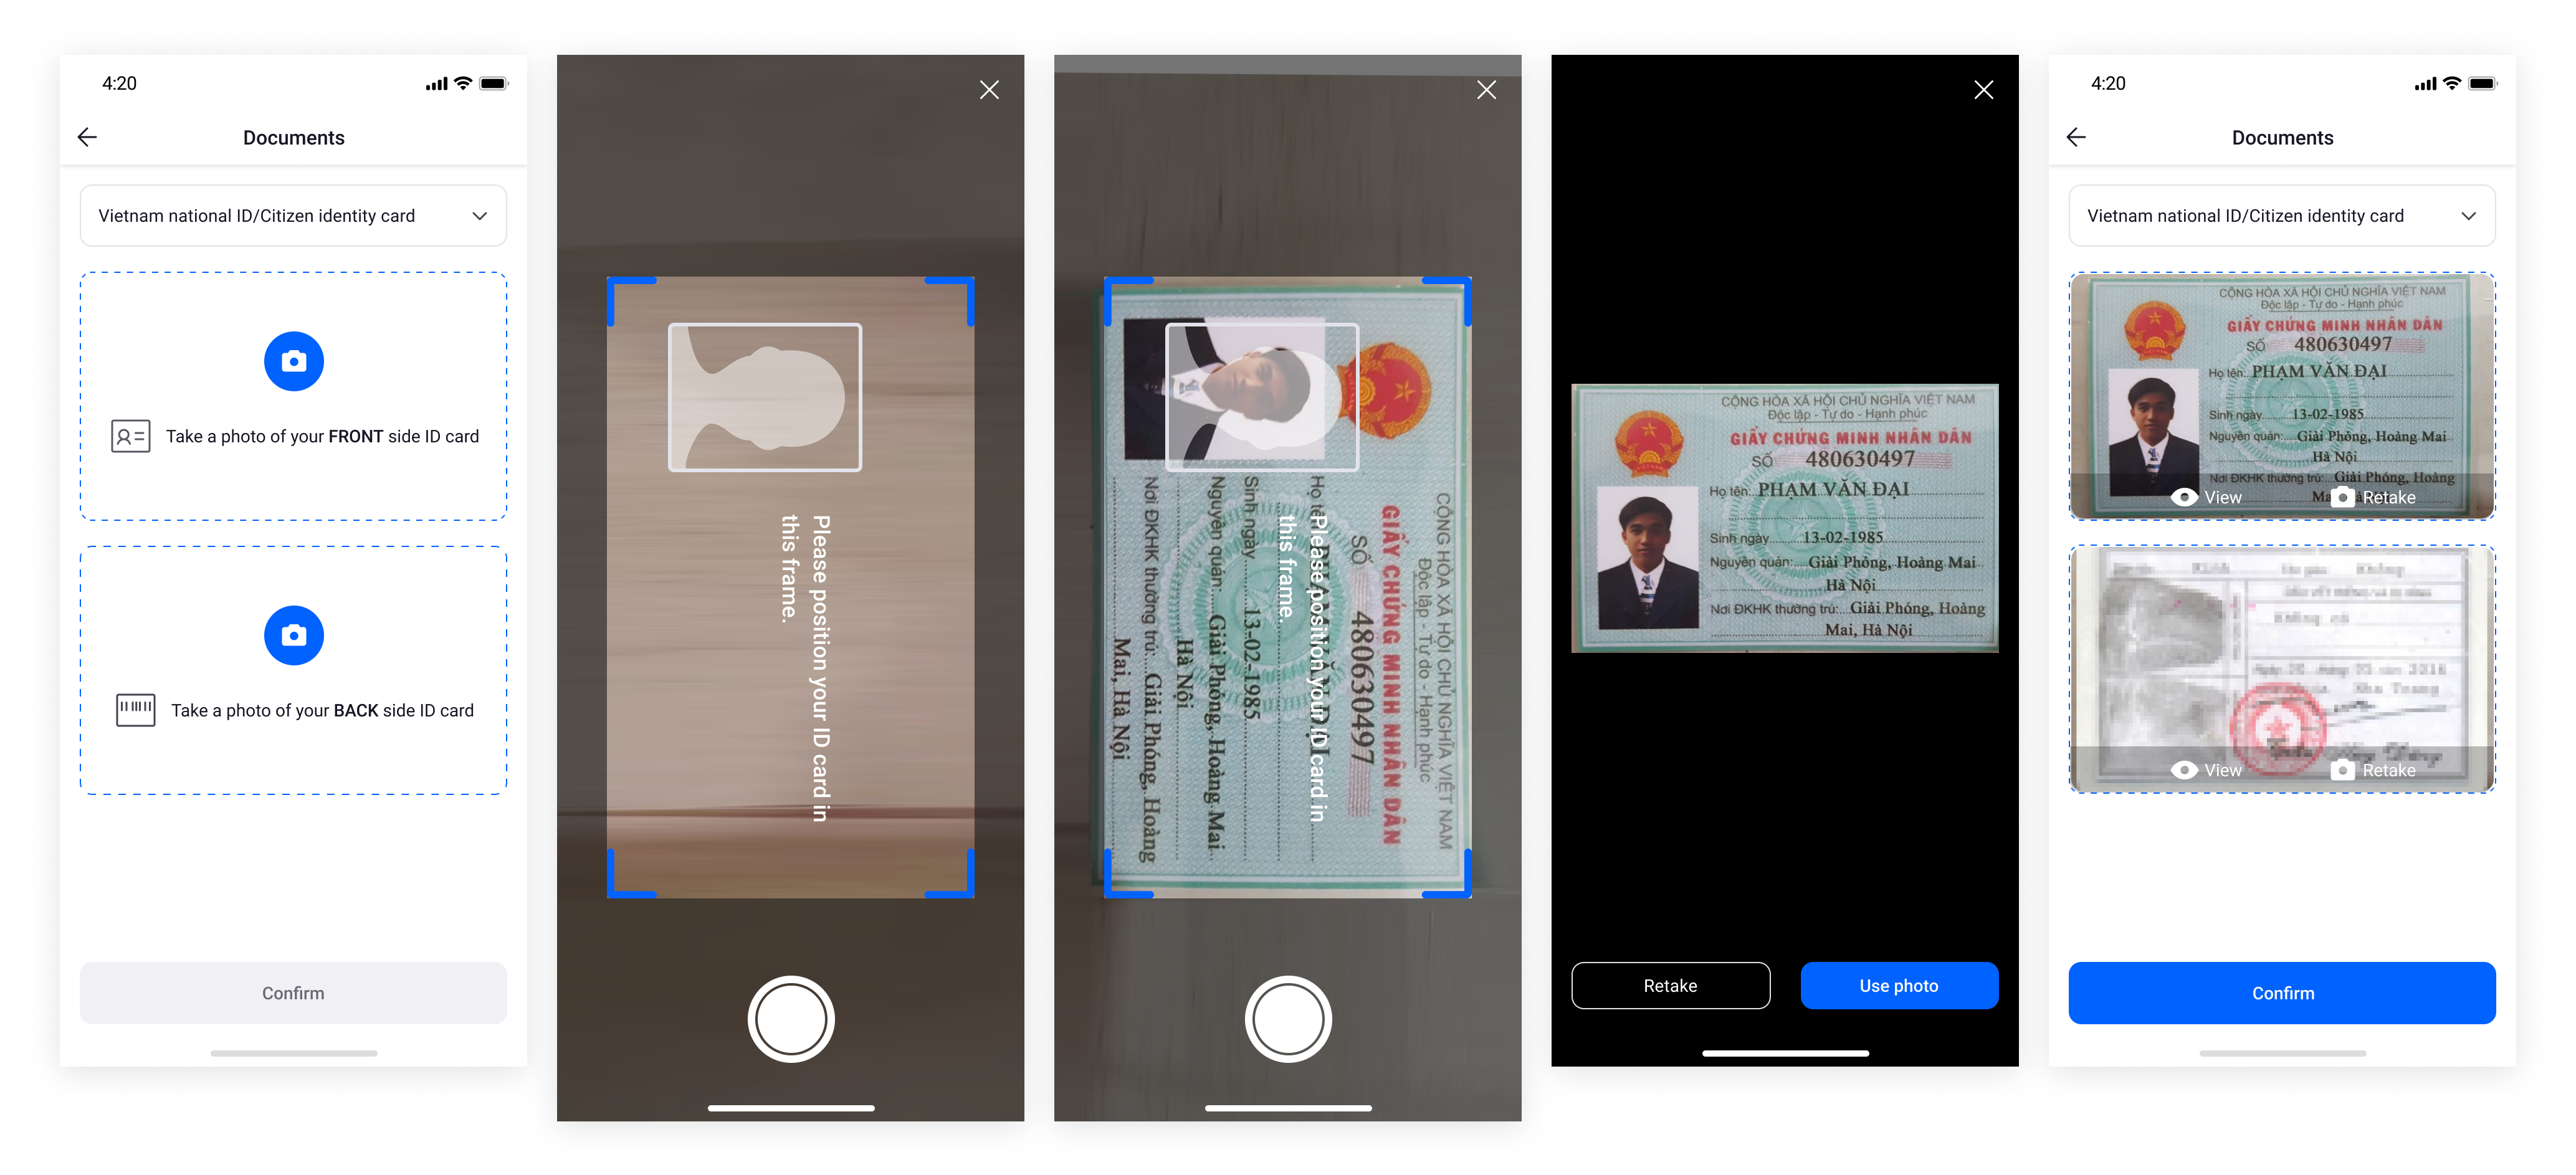 4:20
Documents
Vietnam national ID/Citizen identity card
Take a photo of your FRONT side ID card
Take a photo of your BACK side ID card
Confirm
Please position your ID card in
this frame.
CỘNG HÒA XÃ HỘI CHỦ NGHĨA VIỆT NAM
Độc lập - Tự do - Hạnh phúc
GIẤY CHỨNG MINH NHÂN DÂN
SỐ 480630497
Họ tên:
Sinh ngày 13-02-1985
Nguyên quán: Giải Phóng, Hoàng Mai
Hà Nội
Nơi ĐKHK thường trú: Giải Phóng, Hoàng
Mai, Hà Nội
Please position your ID card in
this frame.
CỘNG HÒA XÃ HỘI CHỦ NGHĨA VIỆT NAM
Độc lập - Tự do - Hạnh phúc
GIẤY CHỨNG MINH NHÂN DÂN
SỐ 480630497
Họ tên: PHẠM VĂN ĐẠI
Sinh ngày 13-02-1985
Nguyên quán: Giải Phóng, Hoàng Mai
Hà Nội
Nơi ĐKHK thường trú: Giải Phóng, Hoàng
Mai, Hà Nội
Retake
Use photo
4:20
Documents
Vietnam national ID/Citizen identity card
CỘNG HÒA XÃ HỘI CHỦ NGHĨA VIỆT NAM
Độc lập - Tự do - Hạnh phúc
GIẤY CHỨNG MINH NHÂN DÂN
SỐ 480630497
Họ tên: PHẠM VĂN ĐẠI
Sinh ngày 13-02-1985
Nguyên quán: Giải Phóng, Hoàng Mai
Hà Nội
Nơi ĐKHK thường trú: Giải Phóng, Hoàng
View
Retake
View
Retake
Confirm